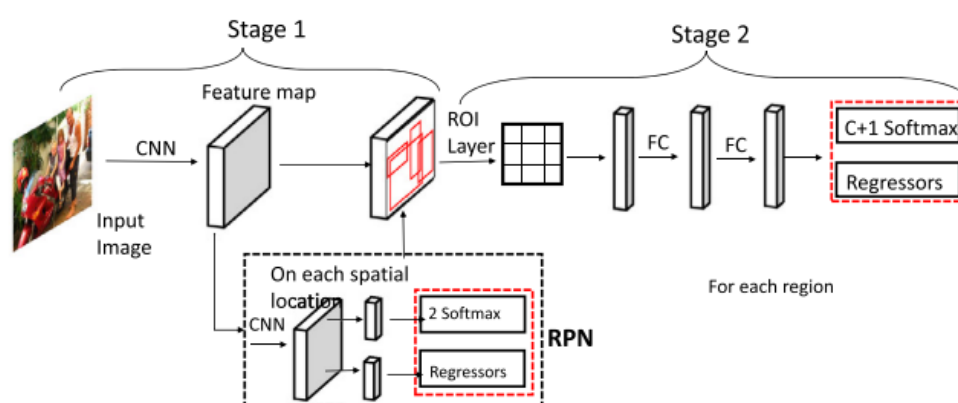 Stage 1
Stage 2
Feature map
ROI
Layer
CNN
FC
FC
C+1 Softmax
Regressors
Input
Image
On each spatial
location
CNN
2 Softmax
Regressors
RPN
For each region